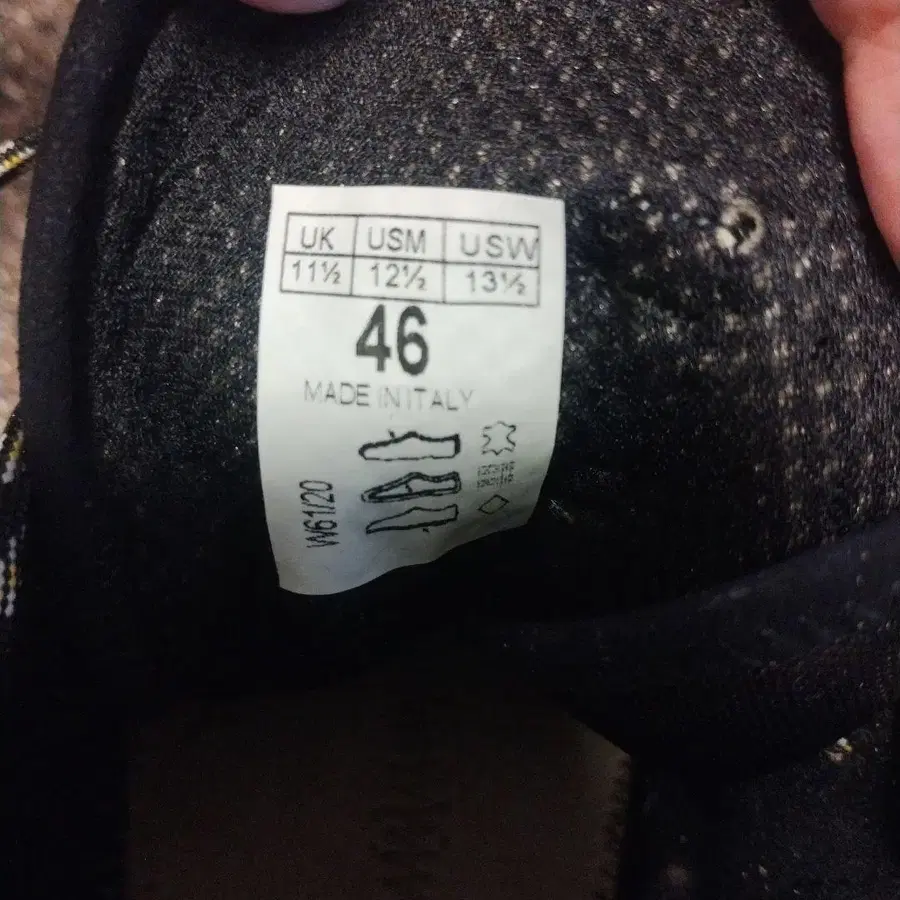 UK USM USW
11½ 12½ 13½
46
MADE IN ITALY
W61/20